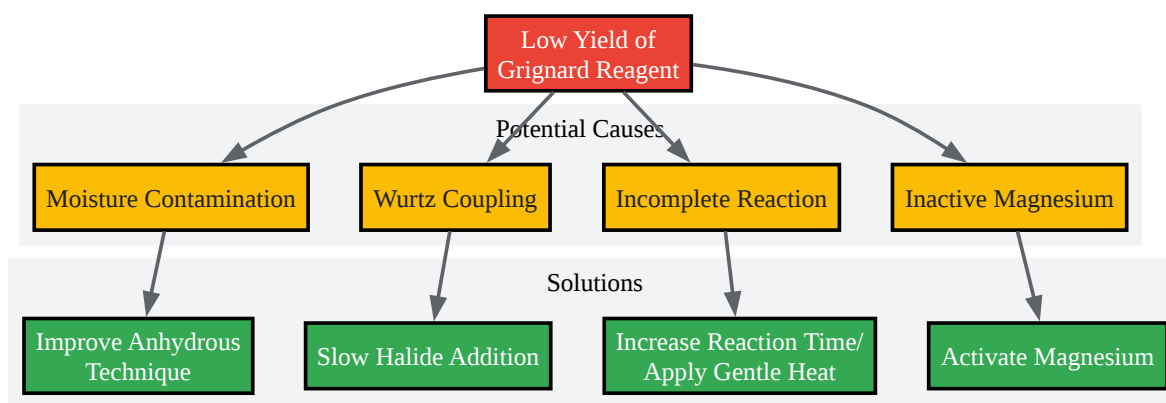 Low Yield of
Grignard Reagent
Potential Causes
Moisture Contamination
Wurtz Coupling
Incomplete Reaction
Inactive Magnesium
Solutions
Improve Anhydrous
Technique
Slow Halide Addition
Increase Reaction Time/
Apply Gentle Heat
Activate Magnesium